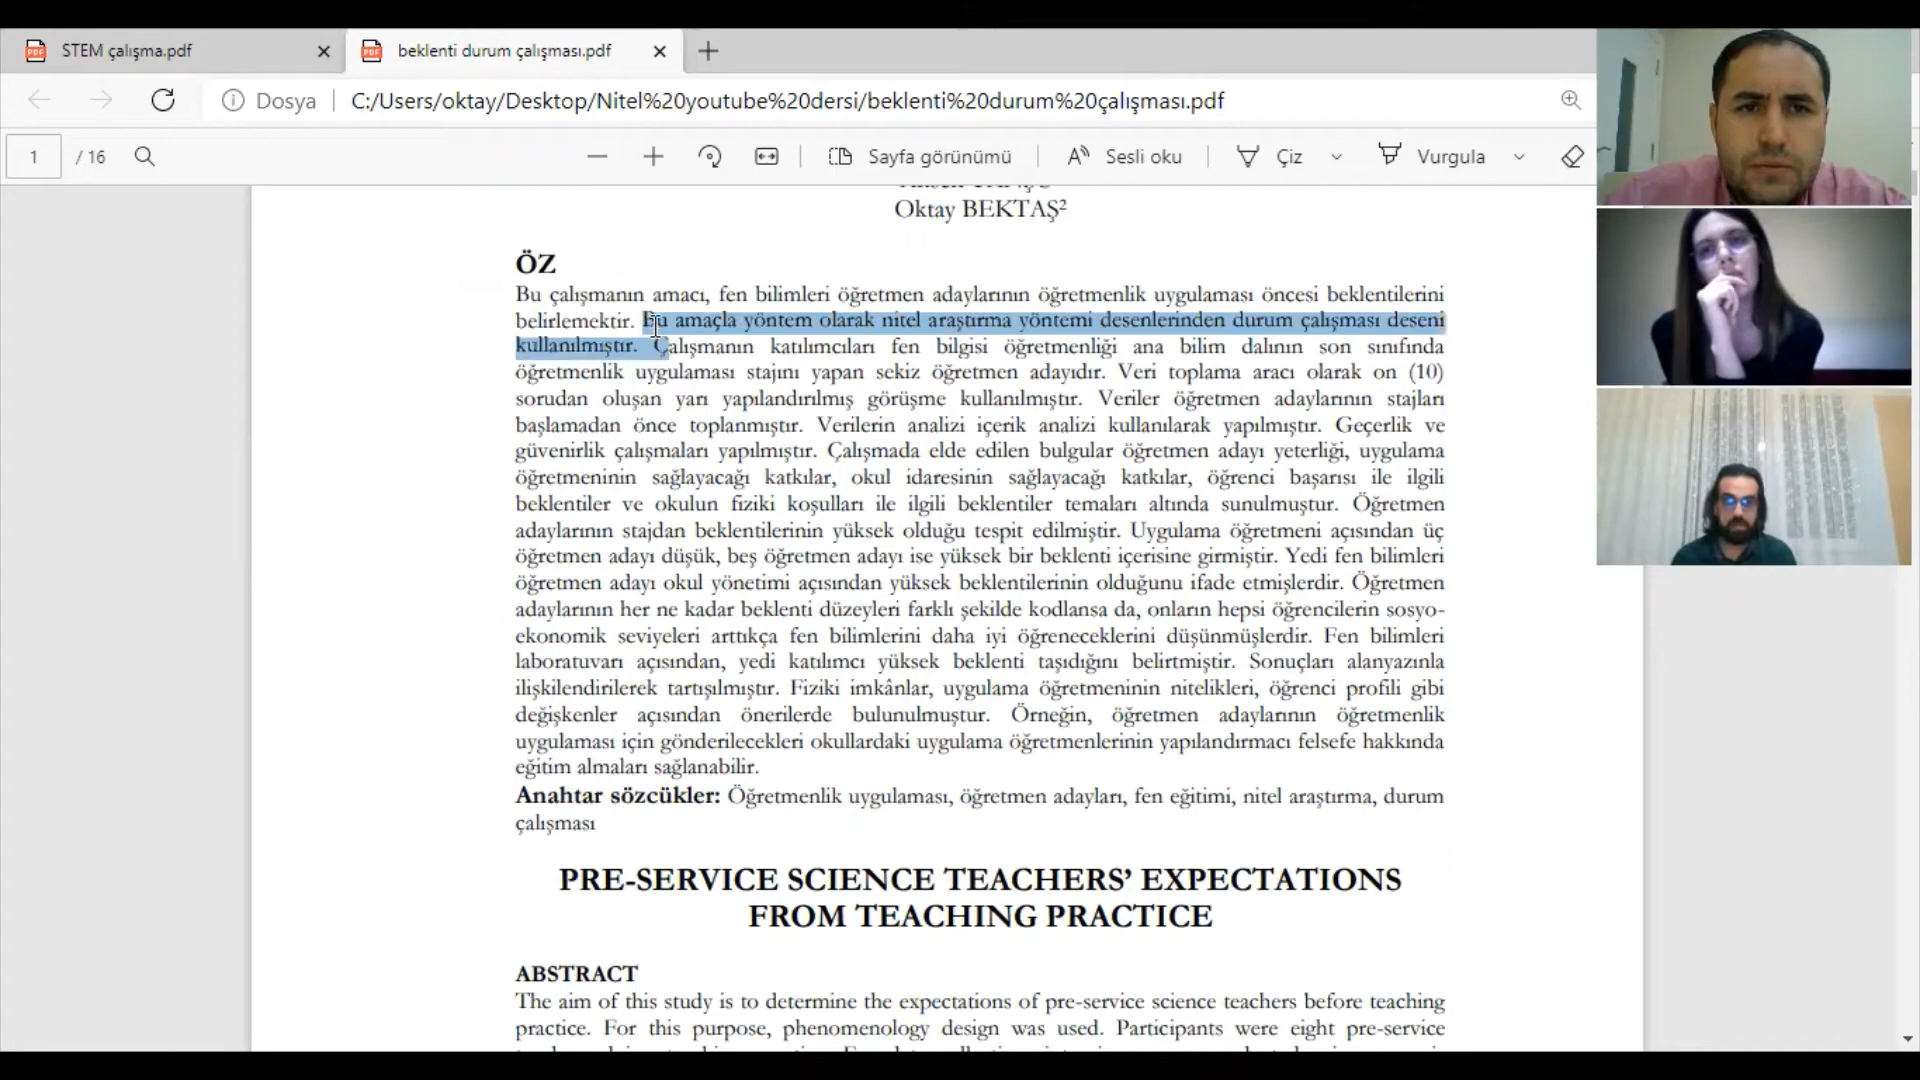 STEM çalışma.pdf
beklenti durum çalışması.pdf
Dosya
C:/Users/oktay/Desktop/Nitel%20youtube%20dersi/beklenti%20durum%20çalışması.pdf
1 / 16
Sayfa görünümü
Sesli oku
Çiz
Vurgula
Oktay BEKTAŞ²
ÖZ
Bu çalışmanın amacı, fen bilimleri öğretmen adaylarının öğretmenlik uygulaması öncesi beklentilerini
belirlemektir. Bu amaçla yöntem olarak nitel araştırma yöntemi desenlerinden durum çalışması deseni
kullanılmıştır. Çalışmanın katılımcıları fen bilgisi öğretmenliği ana bilim dalının son sınıfında
öğretmenlik uygulaması stajını yapan sekiz öğretmen adayıdır. Veri toplama aracı olarak on (10)
sorudan oluşan yarı yapılandırılmış görüşme kullanılmıştır. Veriler öğretmen adaylarının stajları
başlamadan önce toplanmıştır. Verilerin analizi içerik analizi kullanılarak yapılmıştır. Geçerlik ve
güvenirlik çalışmaları yapılmıştır. Çalışmada elde edilen bulgular öğretmen adayı yeterliği, uygulama
öğretmeninin sağlayacağı katkılar, okul idaresinin sağlayacağı katkılar, öğrenci başarısı ile ilgili
beklentiler ve okulun fiziki koşulları ile ilgili beklentiler temaları altında sunulmuştur. Öğretmen
adaylarının stajdan beklentilerinin yüksek olduğu tespit edilmiştir. Uygulama öğretmeni açısından üç
öğretmen adayı düşük, beş öğretmen adayı ise yüksek bir beklenti içerisine girmiştir. Yedi fen bilimleri
öğretmen adayı okul yönetimi açısından yüksek beklentilerinin olduğunu ifade etmişlerdir. Öğretmen
adaylarının her ne kadar beklenti düzeyleri farklı şekilde kodlansa da, onların hepsi öğrencilerin sosyo-
ekonomik seviyeleri arttıkça fen bilimlerini daha iyi öğreneceklerini düşünmüşlerdir. Fen bilimleri
laboratuvarı açısından, yedi katılımcı yüksek beklenti taşıdığını belirtmiştir. Sonuçları alanyazınla
ilişkilendirilerek tartışılmıştır. Fiziki imkânlar, uygulama öğretmeninin nitelikleri, öğrenci profili gibi
değişkenler açısından önerilerde bulunulmuştur. Örneğin, öğretmen adaylarının öğretmenlik
uygulaması için gönderilecekleri okullardaki uygulama öğretmenlerinin yapılandırmacı felsefe hakkında
eğitim almaları sağlanabilir.
Anahtar sözcükler: Öğretmenlik uygulaması, öğretmen adayları, fen eğitimi, nitel araştırma, durum
çalışması
PRE-SERVICE SCIENCE TEACHERS’ EXPECTATIONS
FROM TEACHING PRACTICE
ABSTRACT
The aim of this study is to determine the expectations of pre-service science teachers before teaching
practice. For this purpose, phenomenology design was used. Participants were eight pre-service